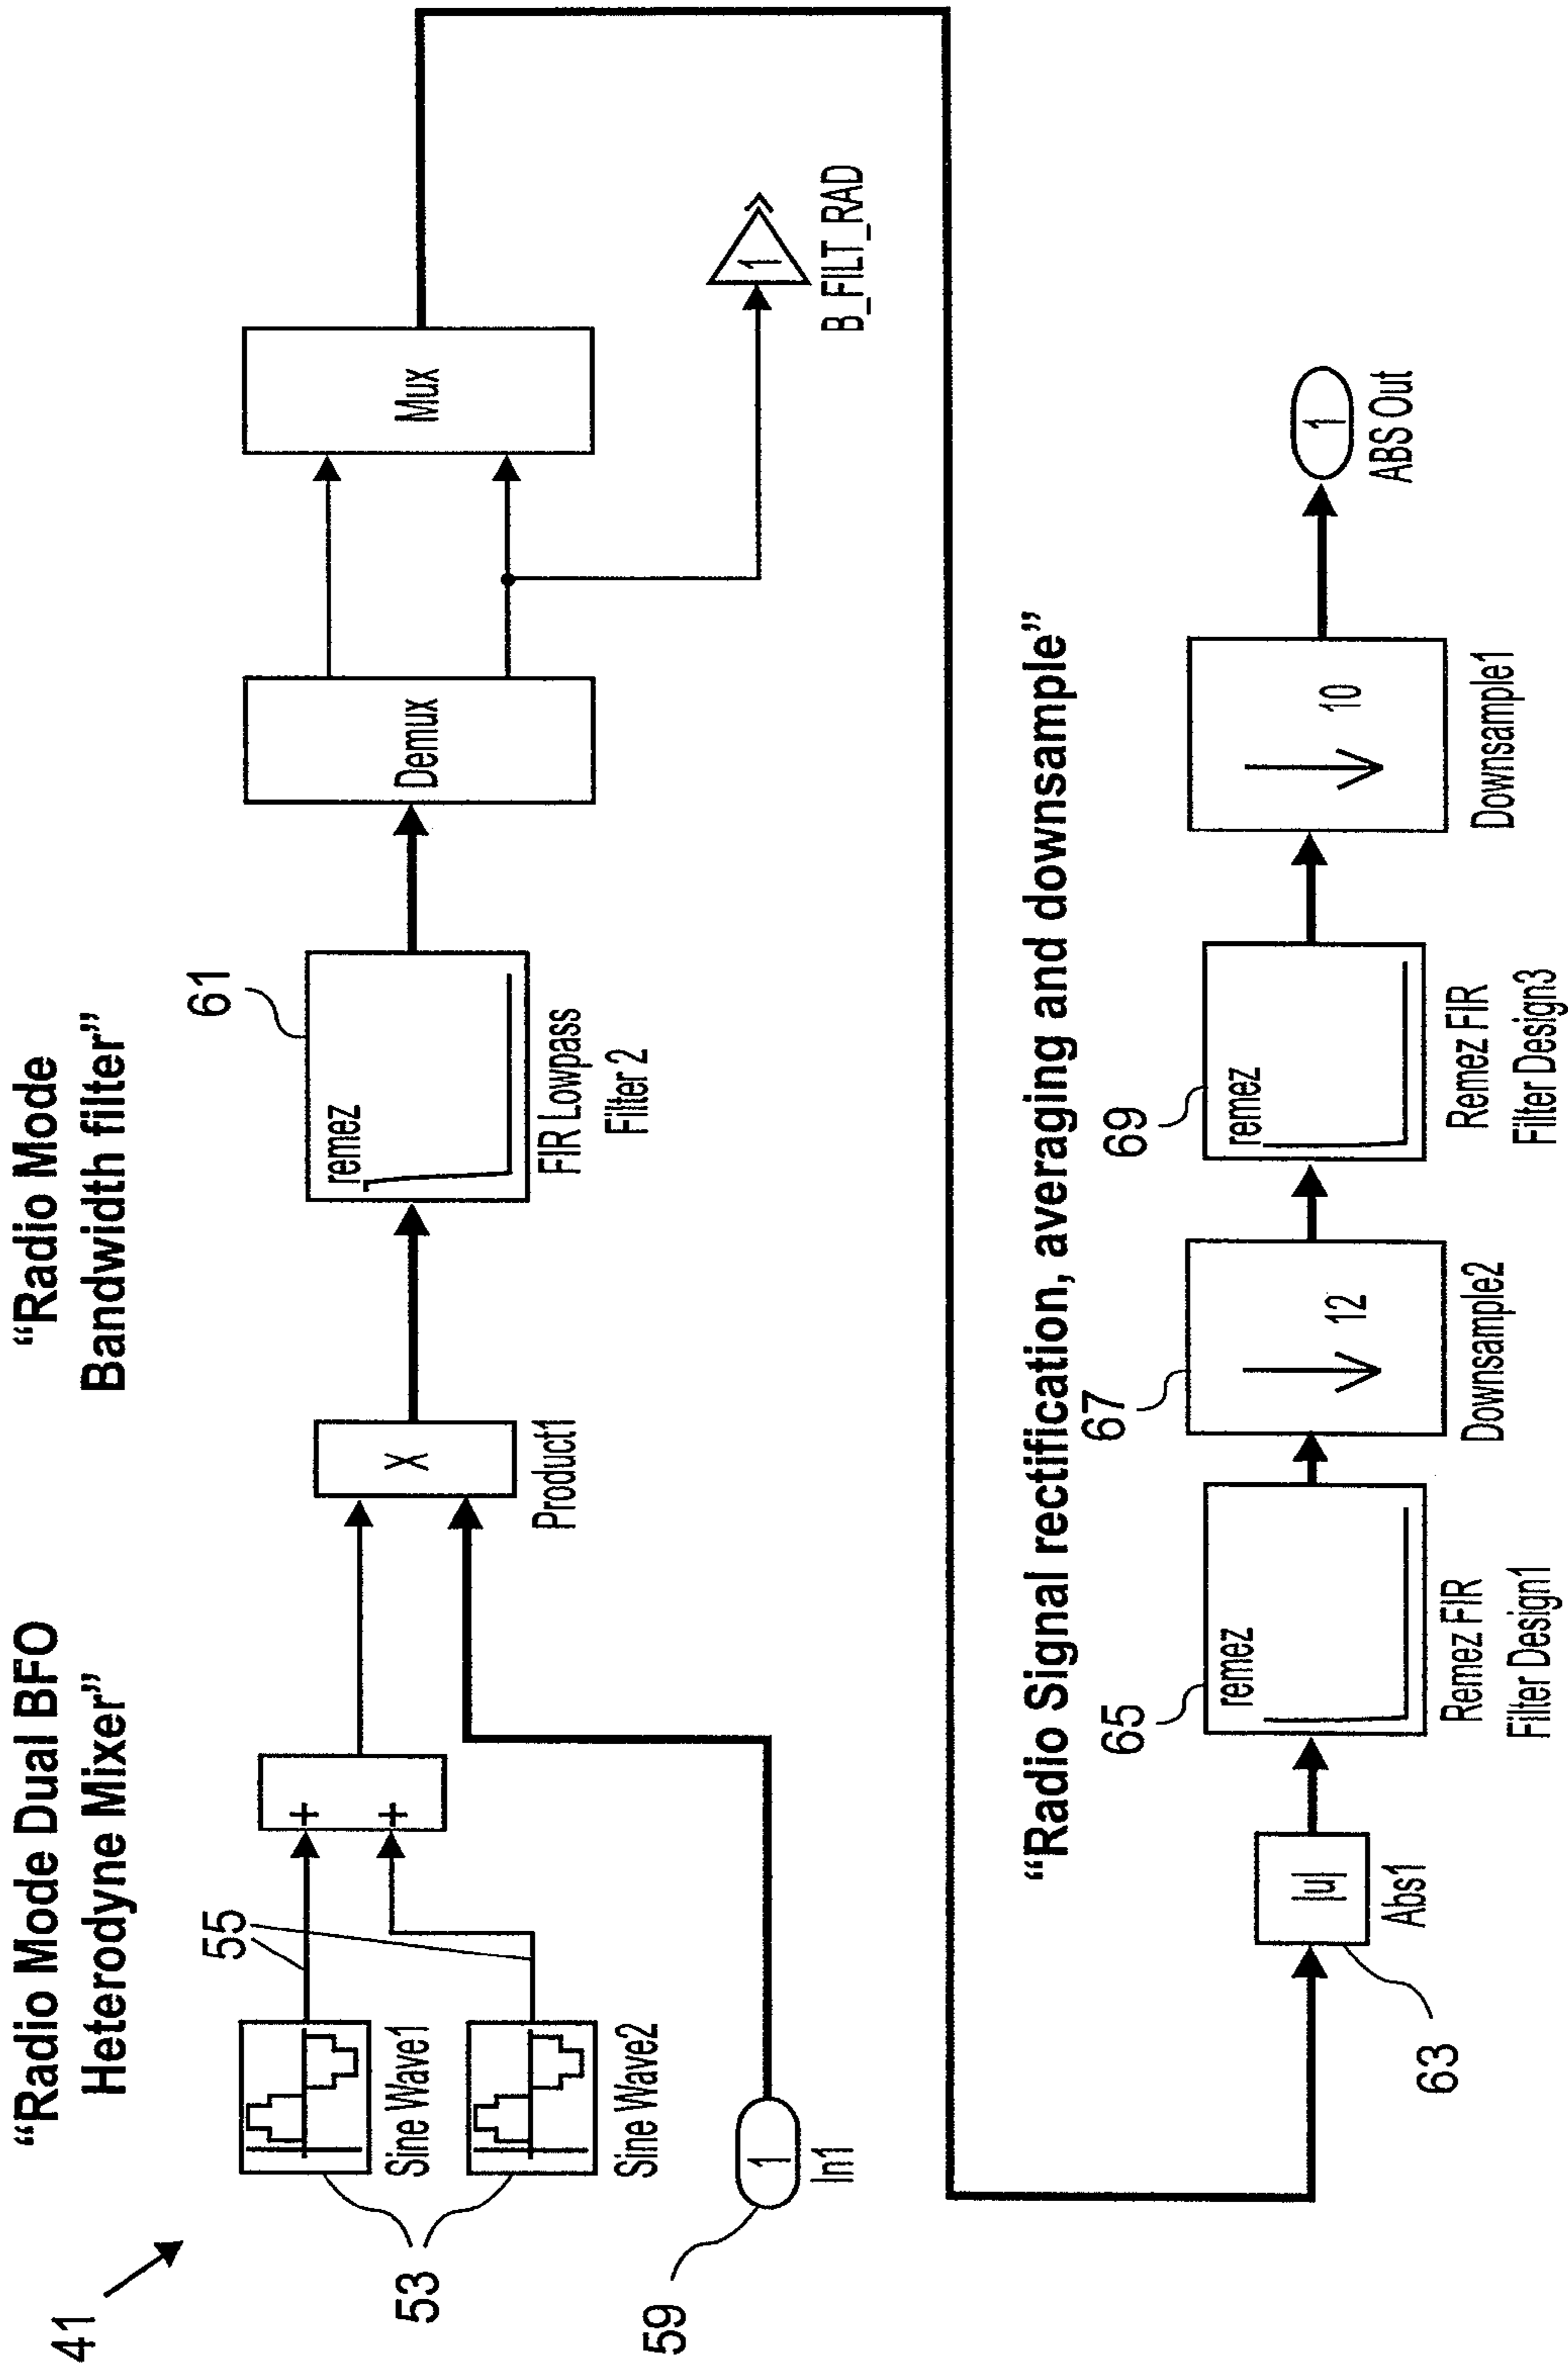 41
“Radio Mode Dual BFO
Heterodyne Mixer”
“Radio Mode
Bandwidth filter”
53
Sine Wave1
Sine Wave2
55
+
+
59
1
In1
X
Product1
61
remez
FIR Lowpass
Filter 2
Demux
Mux
1
B_FILT_RAD
“Radio Signal rectification, averaging and downsample”
63
|u|
Abs1
65
remez
Remez FIR
Filter Design1
67
12
Downsample2
69
remez
Remez FIR
Filter Design3
10
Downsample1
1
ABS Out